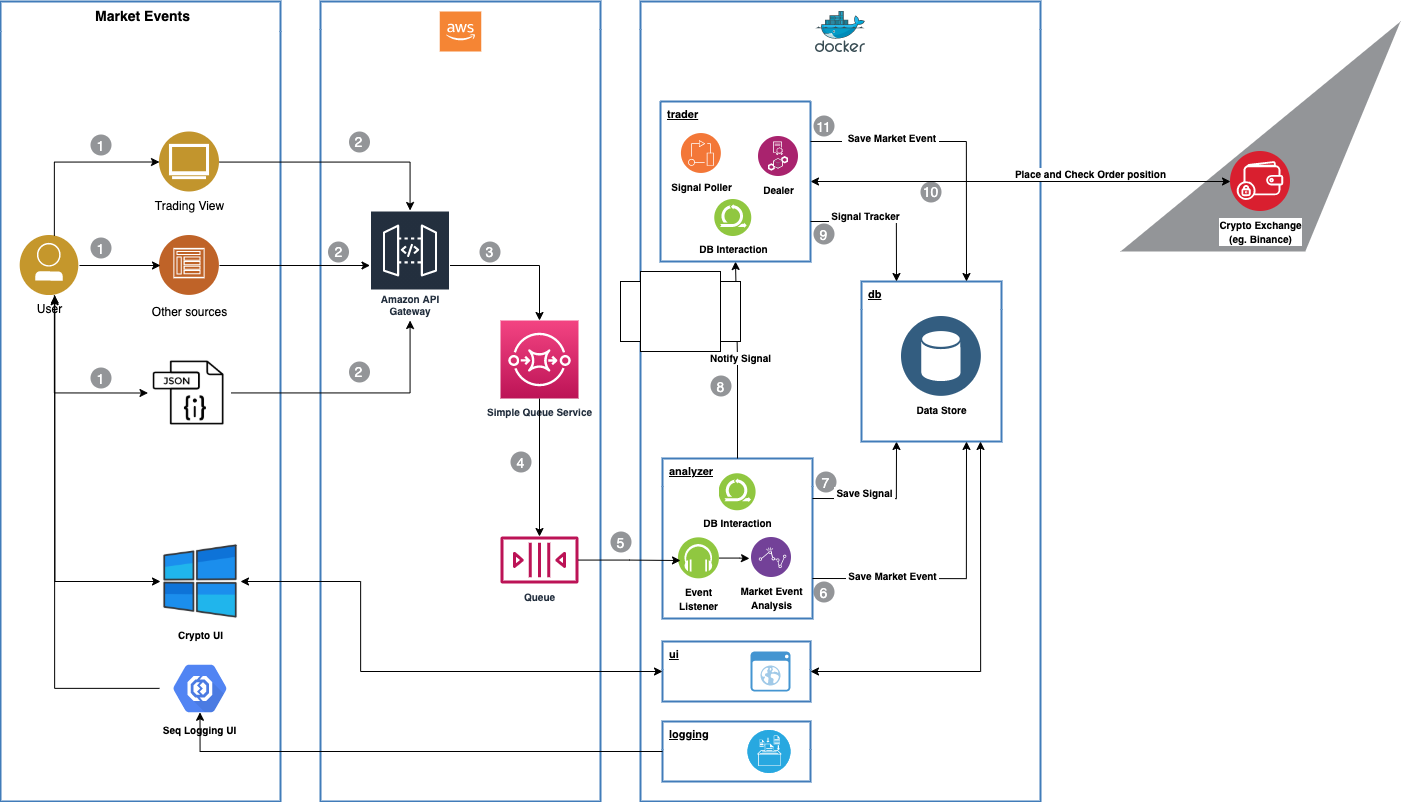 Market Events
aws
docker
1
Trading View
2
1
Other sources
2
User
1
JSON
{i}
2
</>
Amazon API
Gateway
3
Simple Queue Service
4
Queue
5
Crypto UI
Seq Logging UI
trader
Signal Poller
Dealer
DB Interaction
11
Save Market Event
10
Place and Check Order position
Signal Tracker
9
Crypto Exchange
(eg. Binance)
db
Data Store
Notify Signal
8
analyzer
DB Interaction
Event
Listener
Market Event
Analysis
7
Save Signal
Save Market Event
6
ui
logging